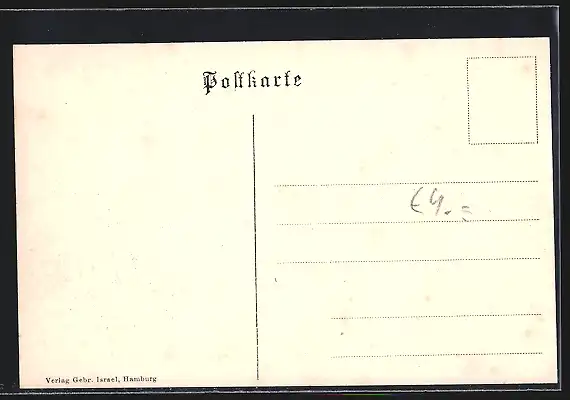 Postkarte
€4.=
Verlag Gebr. Israel, Hamburg